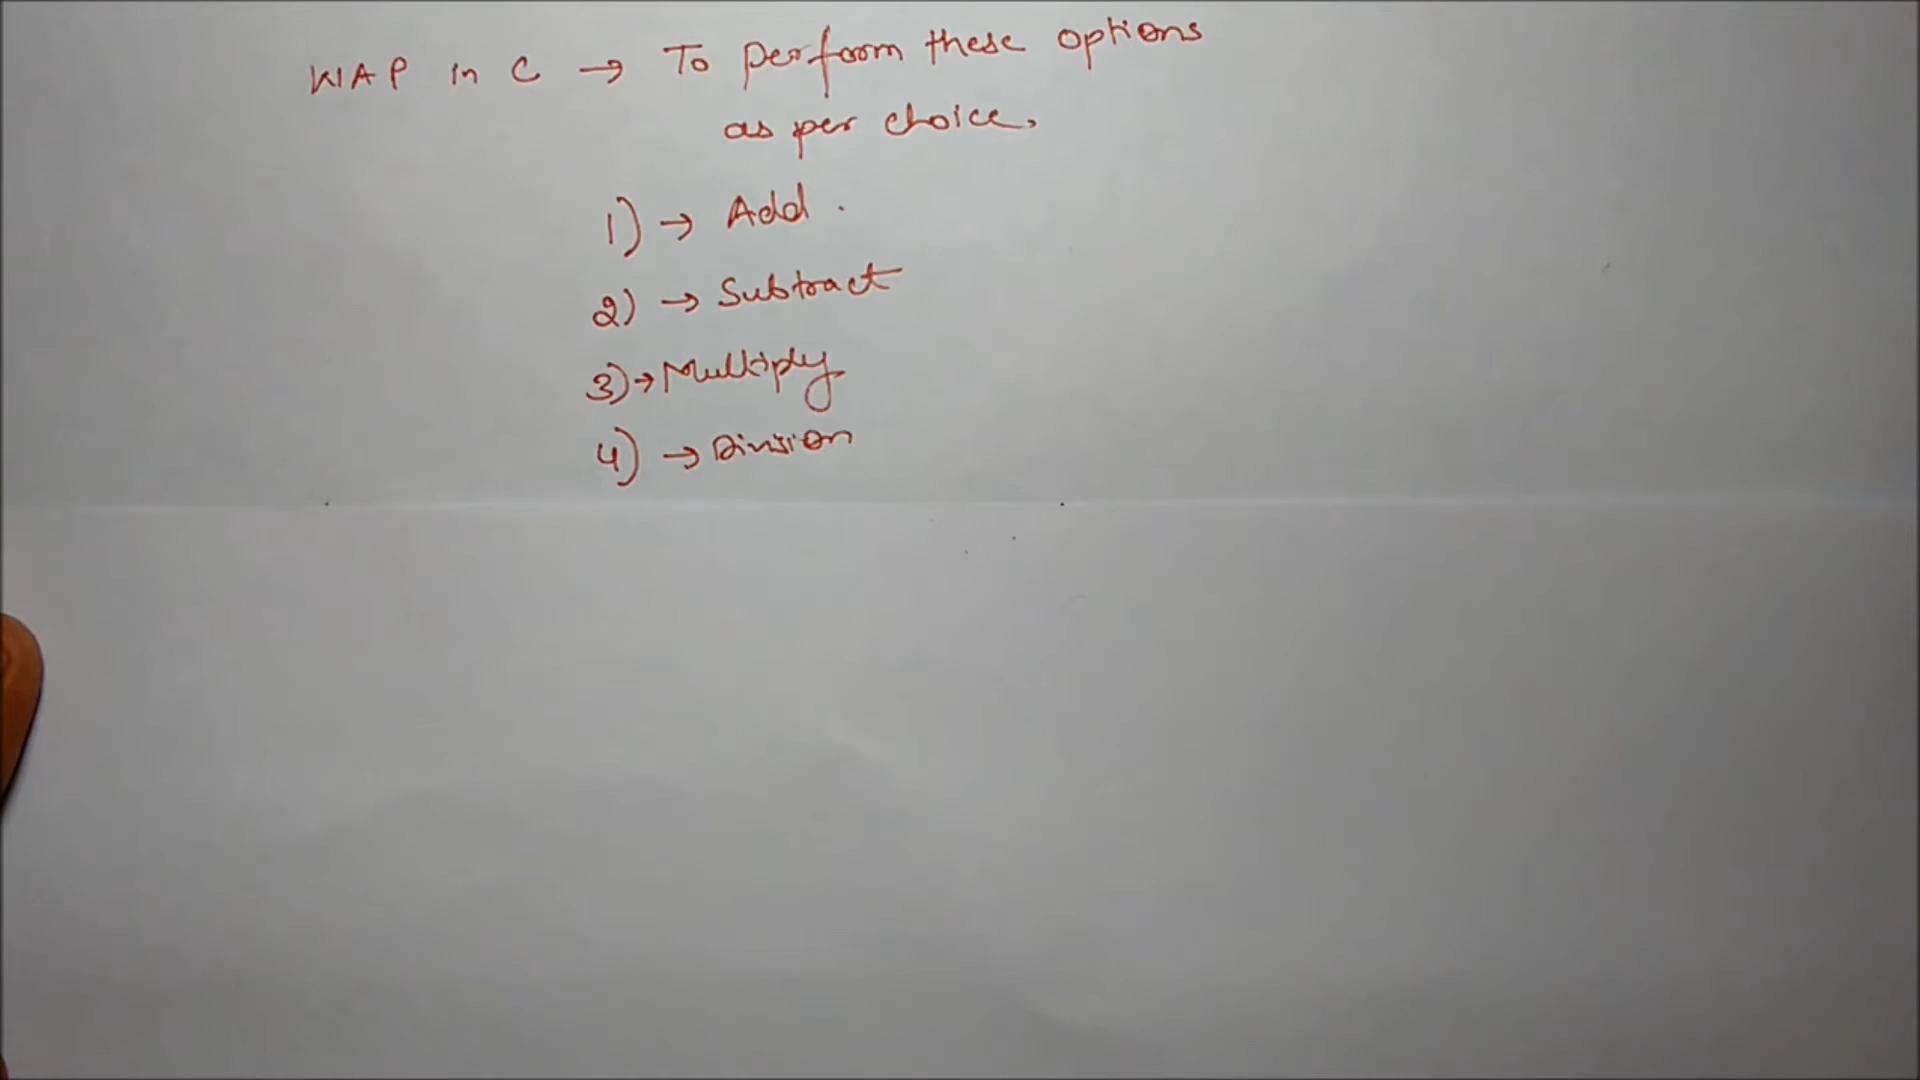 WAP in C → To perform these options
as per choice.
1) → Add.
2) → Subtract
3) → Multiply
4) → Division